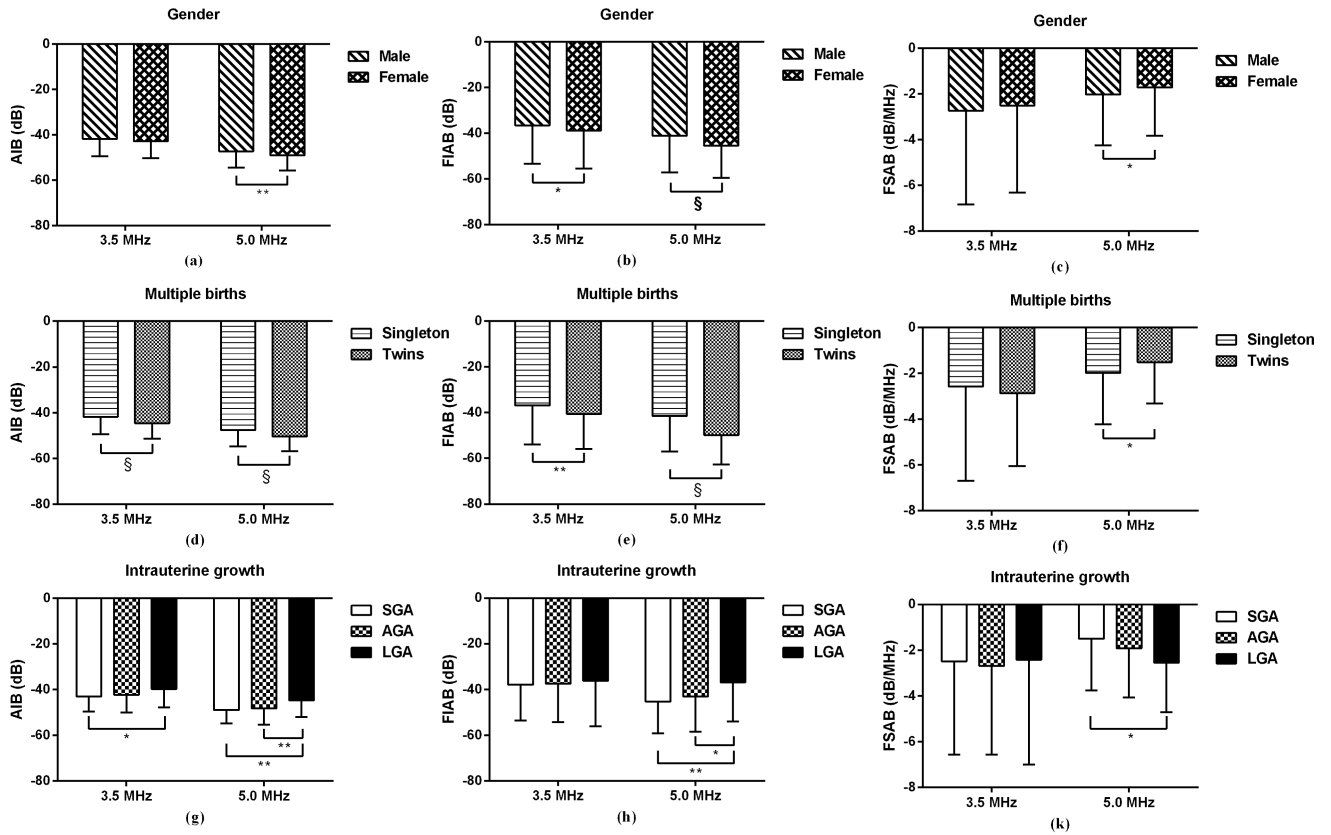 Gender
AIB (dB)
0
-20
-40
-60
-80
**
3.5 MHz
5.0 MHz
Male
Female
(a)
Gender
FIAB (dB)
0
-20
-40
-60
-80
*
§
3.5 MHz
5.0 MHz
Male
Female
(b)
Gender
FSAB (dB/MHz)
0
-2
-4
-6
-8
*
3.5 MHz
5.0 MHz
Male
Female
(c)
Multiple births
AIB (dB)
0
-20
-40
-60
-80
§
§
3.5 MHz
5.0 MHz
Singleton
Twins
(d)
Multiple births
FIAB (dB)
0
-20
-40
-60
-80
**
§
3.5 MHz
5.0 MHz
Singleton
Twins
(e)
Multiple births
FSAB (dB/MHz)
0
-2
-4
-6
-8
*
3.5 MHz
5.0 MHz
Singleton
Twins
(f)
Intrauterine growth
AIB (dB)
0
-20
-40
-60
-80
*
**
**
3.5 MHz
5.0 MHz
SGA
AGA
LGA
(g)
Intrauterine growth
FIAB (dB)
0
-20
-40
-60
-80
*
**
3.5 MHz
5.0 MHz
SGA
AGA
LGA
(h)
Intrauterine growth
FSAB (dB/MHz)
0
-2
-4
-6
-8
*
3.5 MHz
5.0 MHz
SGA
AGA
LGA
(k)